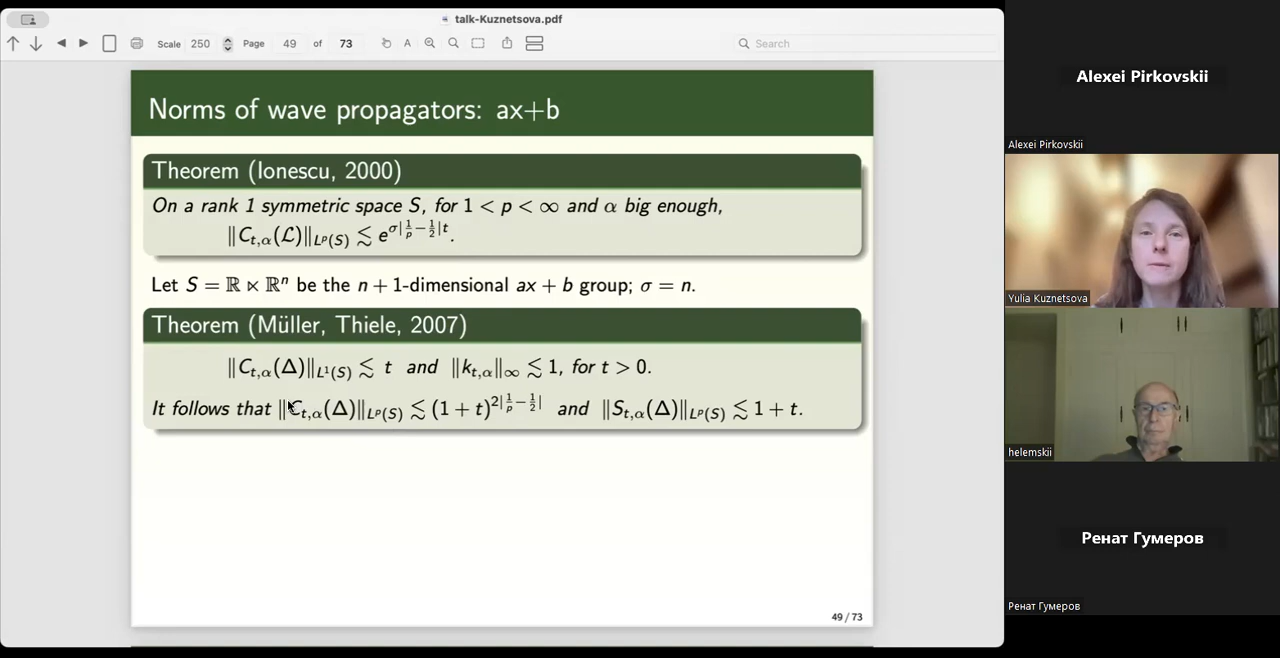 talk-Kuznetsova.pdf
Scale 250 Page 49 of 73 A Search
Norms of wave propagators: ax+b
Theorem (Ionescu, 2000)
On a rank 1 symmetric space S, for 1 < p < ∞ and α big enough,
‖C_{t,α}(ℒ)‖_{L^p(S)} ≲ e^{σ|1/p − 1/2|t}.
Let S = ℝ ⋉ ℝⁿ be the n + 1-dimensional ax + b group; σ = n.
Theorem (Müller, Thiele, 2007)
‖C_{t,α}(Δ)‖_{L^1(S)} ≲ t and ‖k_{t,α}‖_∞ ≲ 1, for t > 0.
It follows that ‖C_{t,α}(Δ)‖_{L^p(S)} ≲ (1 + t)^{2|1/p − 1/2|} and ‖S_{t,α}(Δ)‖_{L^p(S)} ≲ 1 + t.
49 / 73
Alexei Pirkovskii
Alexei Pirkovskii
Yulia Kuznetsova
helemskii
Ренат Гумеров
Ренат Гумеров